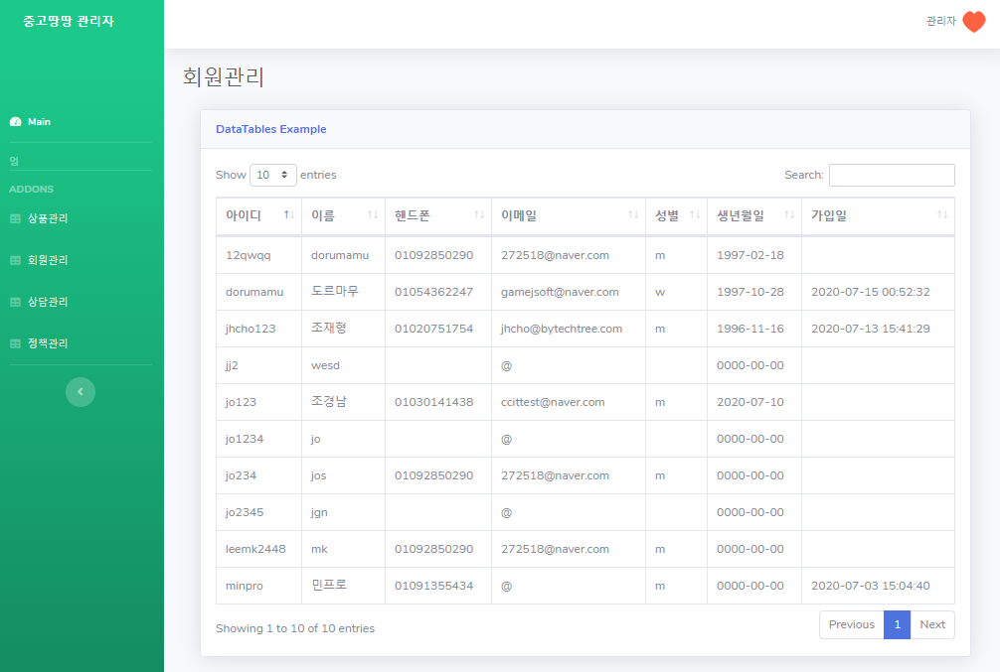 중고땅땅 관리자
관리자
Main
업
ADDONS
상품관리
회원관리
상담관리
정책관리
회원관리
DataTables Example
Show 10 entries Search:
아이디 이름 핸드폰 이메일 성별 생년월일 가입일
12qwqq dorumamu 01092850290 272518@naver.com m 1997-02-18
dorumamu 도르마무 01054362247 gamejsoft@naver.com w 1997-10-28 2020-07-15 00:52:32
jhcho123 조재형 01020751754 jhcho@bytechtree.com m 1996-11-16 2020-07-13 15:41:29
jj2 wesd @ 0000-00-00
jo123 조경남 01030141438 ccittest@naver.com m 2020-07-10
jo1234 jo @ 0000-00-00
jo234 jos 01092850290 272518@naver.com m 0000-00-00
jo2345 jgn @ 0000-00-00
leemk2448 mk 01092850290 272518@naver.com m 0000-00-00
minpro 민프로 01091355434 @ m 0000-00-00 2020-07-03 15:04:40
Showing 1 to 10 of 10 entries
Previous 1 Next